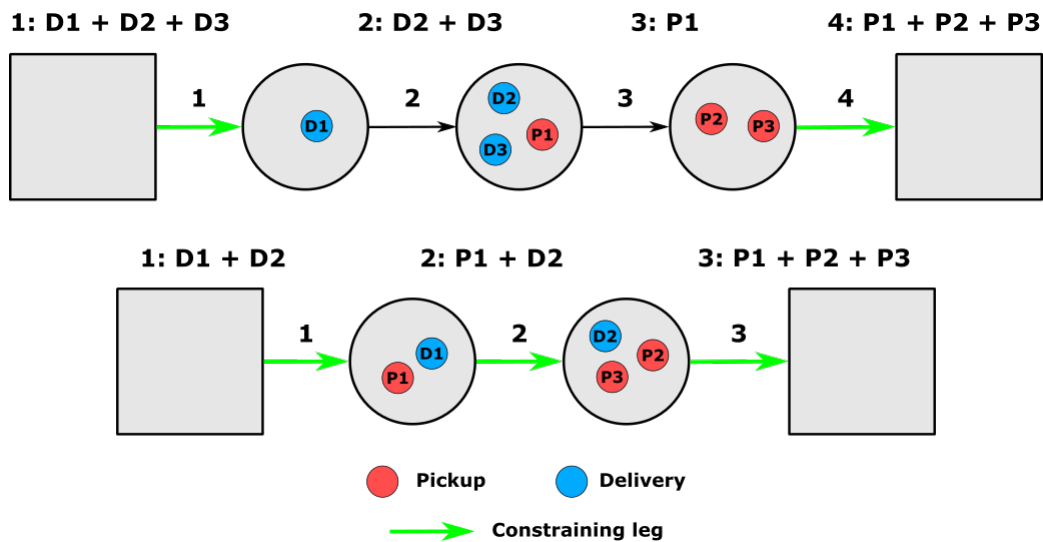 1: D1 + D2 + D3 2: D2 + D3 3: P1 4: P1 + P2 + P3
1 2 3 4
D1 D2 D3 P1 P2 P3
1: D1 + D2 2: P1 + D2 3: P1 + P2 + P3
1 2 3
P1 D1 D2 P2 P3
Pickup Delivery
Constraining leg